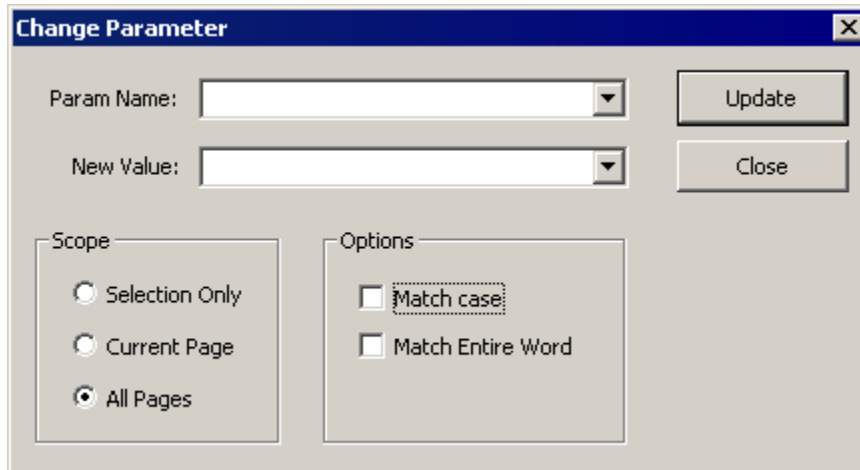 Change Parameter
Param Name:
Update
New Value:
Close
Scope
Selection Only
Current Page
All Pages
Options
Match case
Match Entire Word